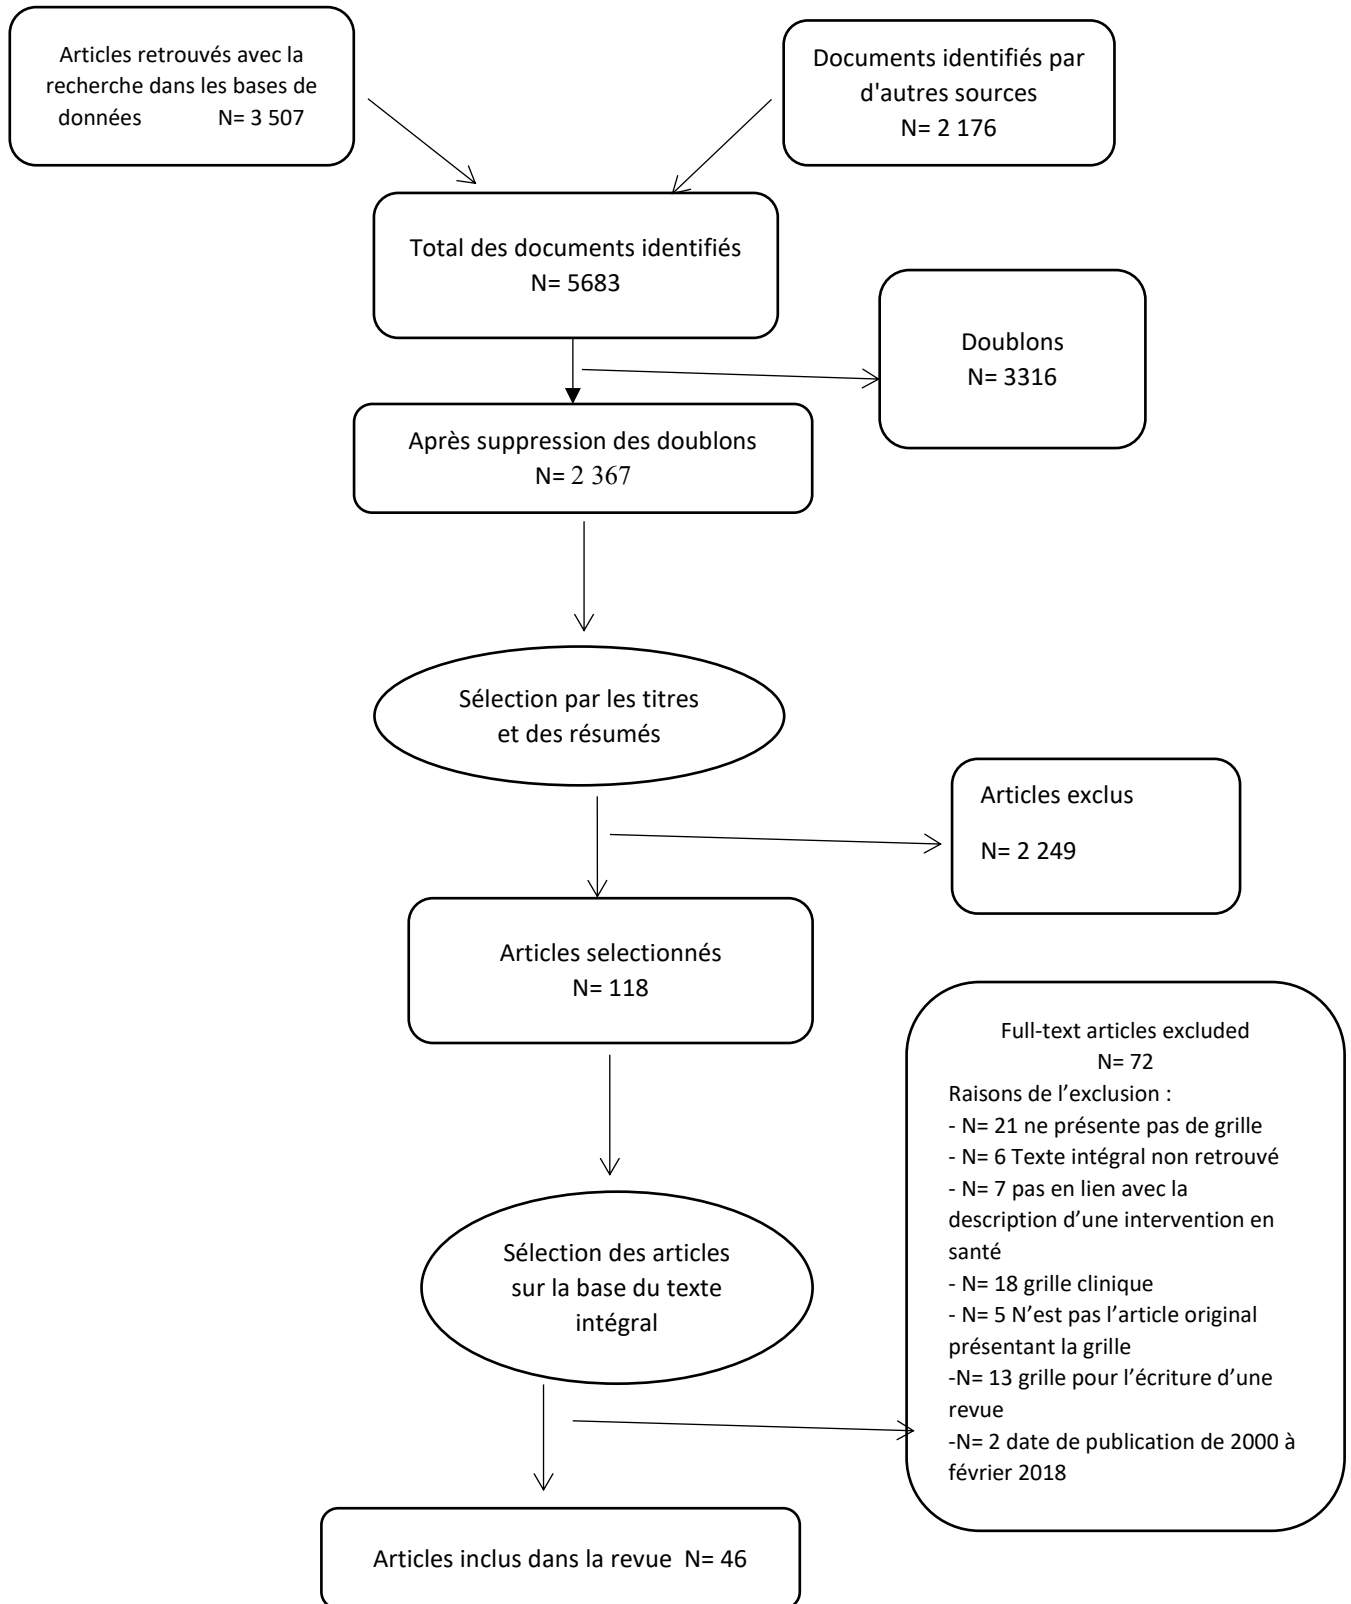 Articles retrouvés avec la
recherche dans les bases de
données N= 3 507
Documents identifiés par
d'autres sources
N= 2 176
Total des documents identifiés
N= 5683
Doublons
N= 3316
Après suppression des doublons
N= 2 367
Sélection par les titres
et des résumés
Articles exclus
N= 2 249
Articles selectionnés
N= 118
Full-text articles excluded
N= 72
Raisons de l’exclusion :
- N= 21 ne présente pas de grille
- N= 6 Texte intégral non retrouvé
- N= 7 pas en lien avec la
description d’une intervention en
santé
- N= 18 grille clinique
- N= 5 N’est pas l’article original
présentant la grille
-N= 13 grille pour l’écriture d’une
revue
-N= 2 date de publication de 2000 à
février 2018
Sélection des articles
sur la base du texte
intégral
Articles inclus dans la revue N= 46